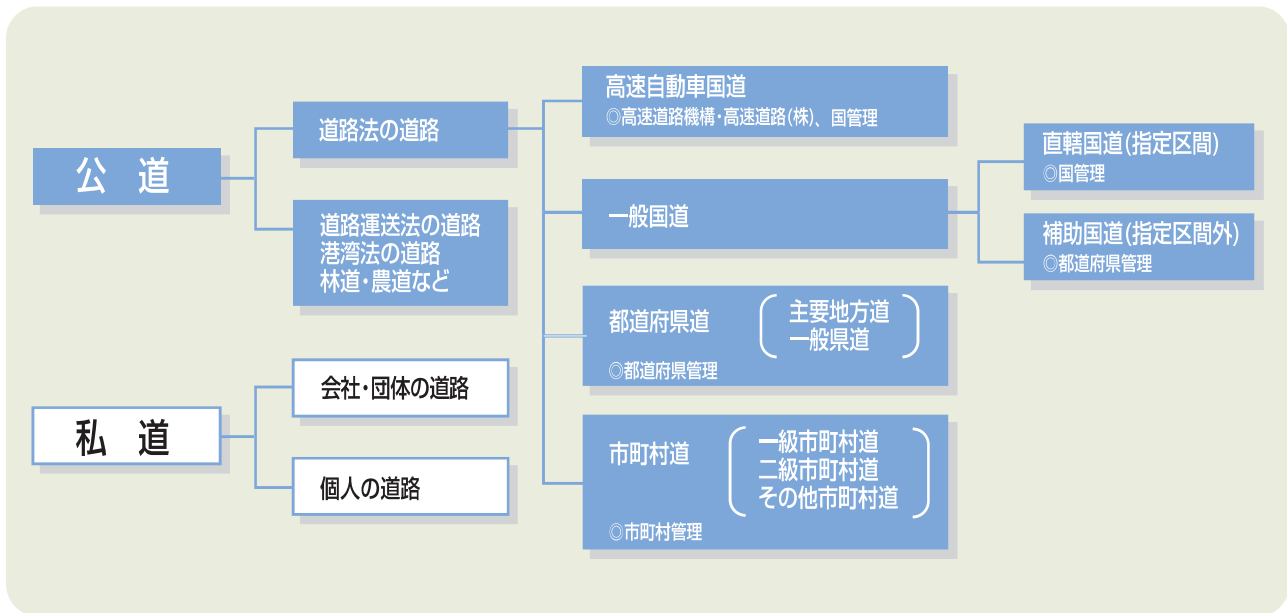 公　道
道路法の道路
道路運送法の道路
港湾法の道路
林道・農道など
高速自動車国道
◎高速道路機構・高速道路(株)、国管理
一般国道
直轄国道(指定区間)
◎国管理
補助国道(指定区間外)
◎都道府県管理
都道府県道
主要地方道
一般県道
◎都道府県管理
市町村道
一級市町村道
二級市町村道
その他市町村道
◎市町村管理
私　道
会社・団体の道路
個人の道路